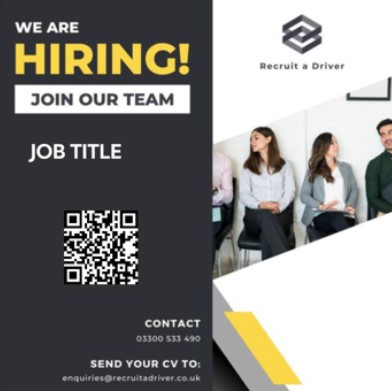 WE ARE
HIRING!
JOIN OUR TEAM
JOB TITLE
Recruit a Driver
CONTACT
03300 533 490
SEND YOUR CV TO:
enquiries@recruitadriver.co.uk